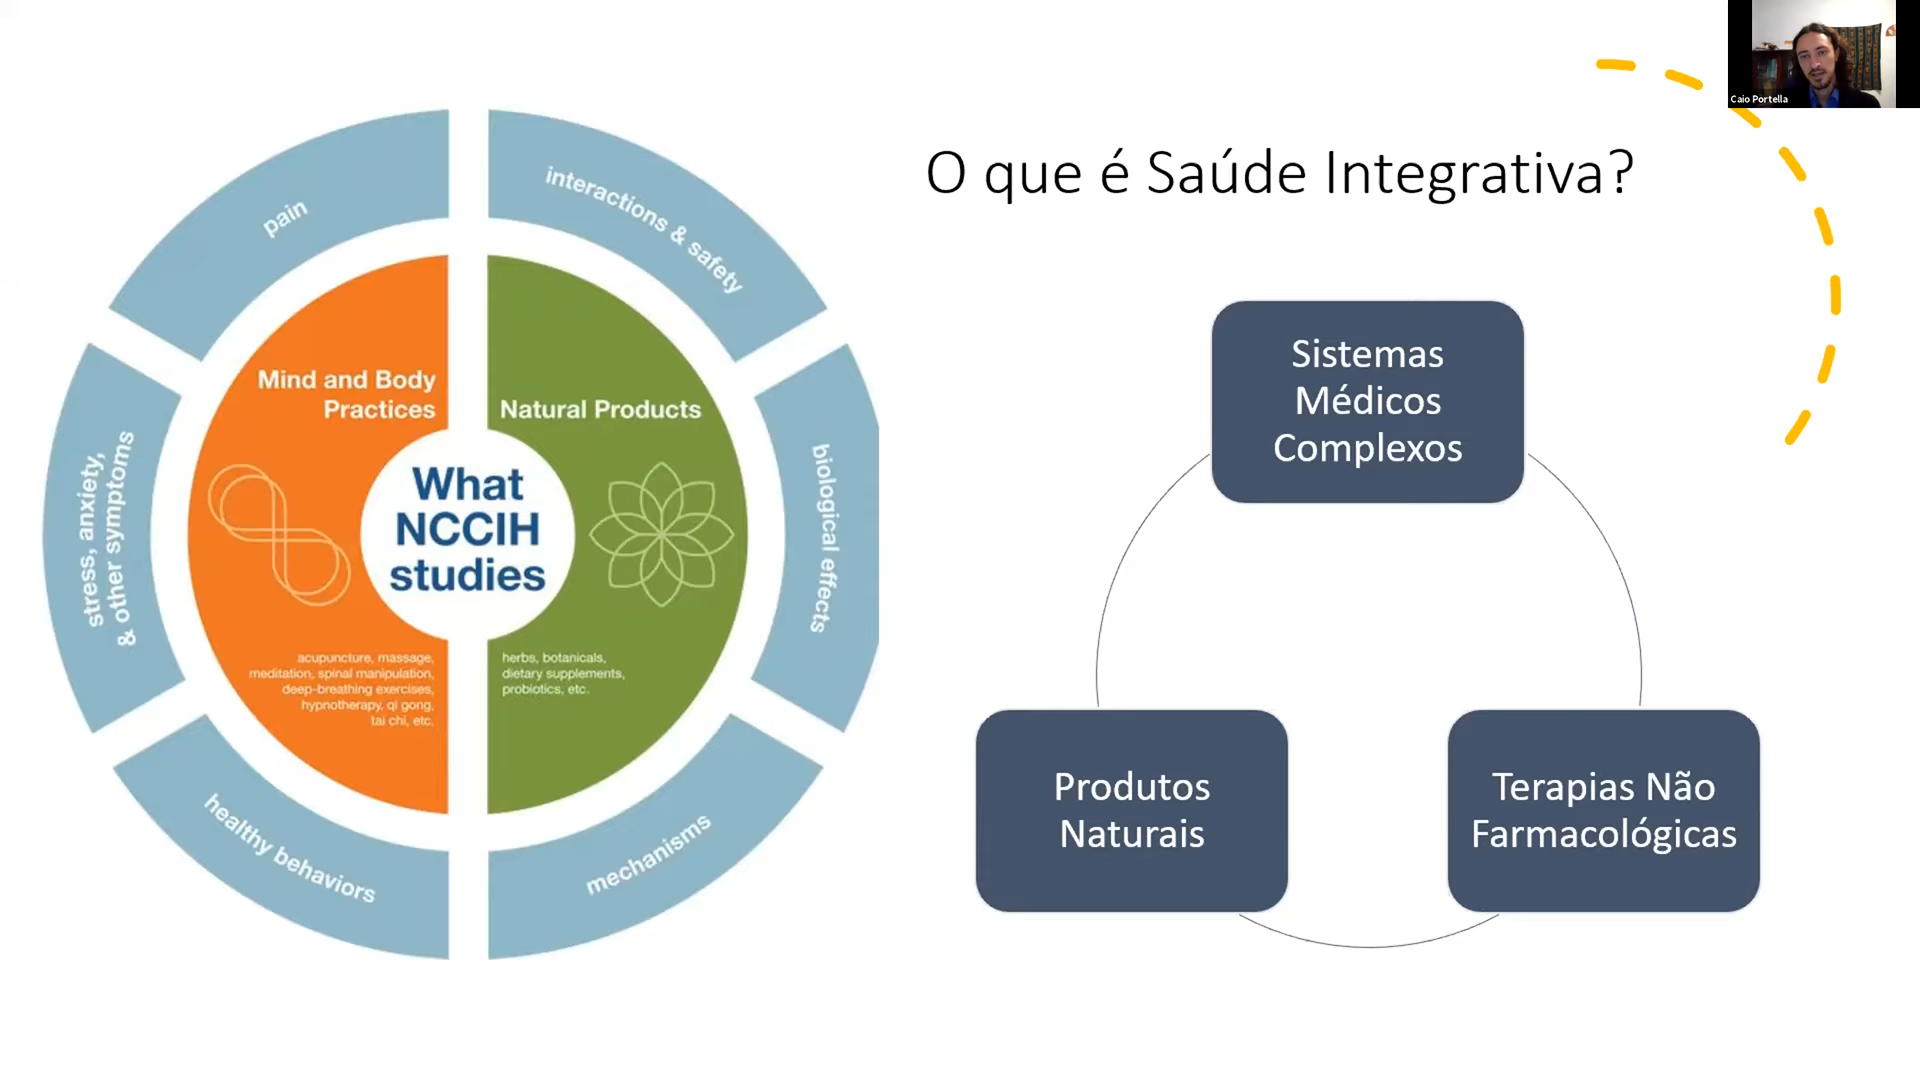 Caio Portella
O que é Saúde Integrativa?
pain
interactions & safety
biological effects
mechanisms
healthy behaviors
stress, anxiety,
& other symptoms
Mind and Body
Practices
Natural Products
What
NCCIH
studies
acupuncture, massage,
meditation, spinal manipulation,
deep-breathing exercises,
hypnotherapy, qi gong,
tai chi, etc.
herbs, botanicals,
dietary supplements,
probiotics, etc.
Sistemas
Médicos
Complexos
Produtos
Naturais
Terapias Não
Farmacológicas